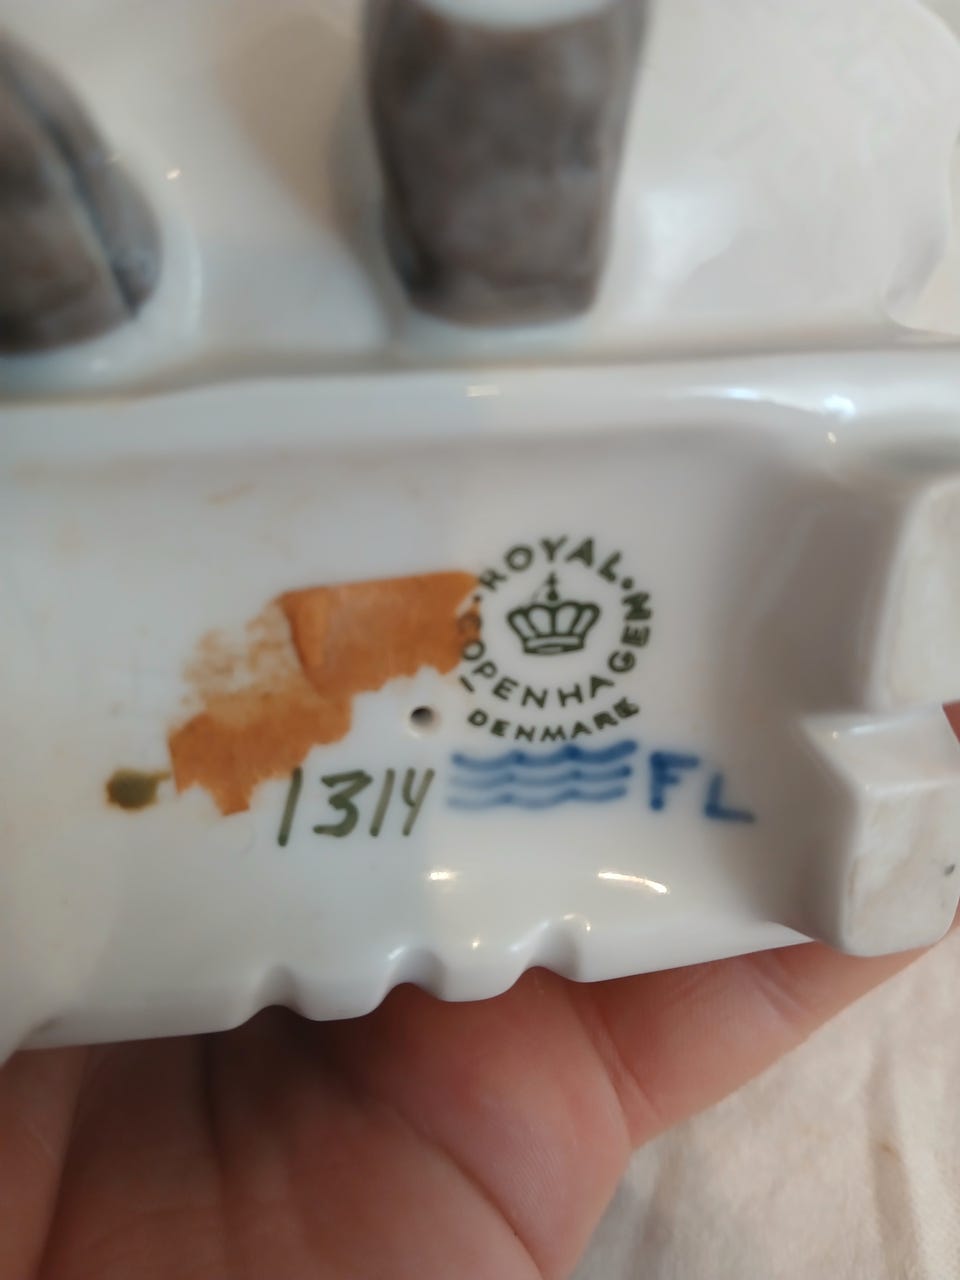 ROYAL
COPENHAGEN
DENMARK
1314 FL